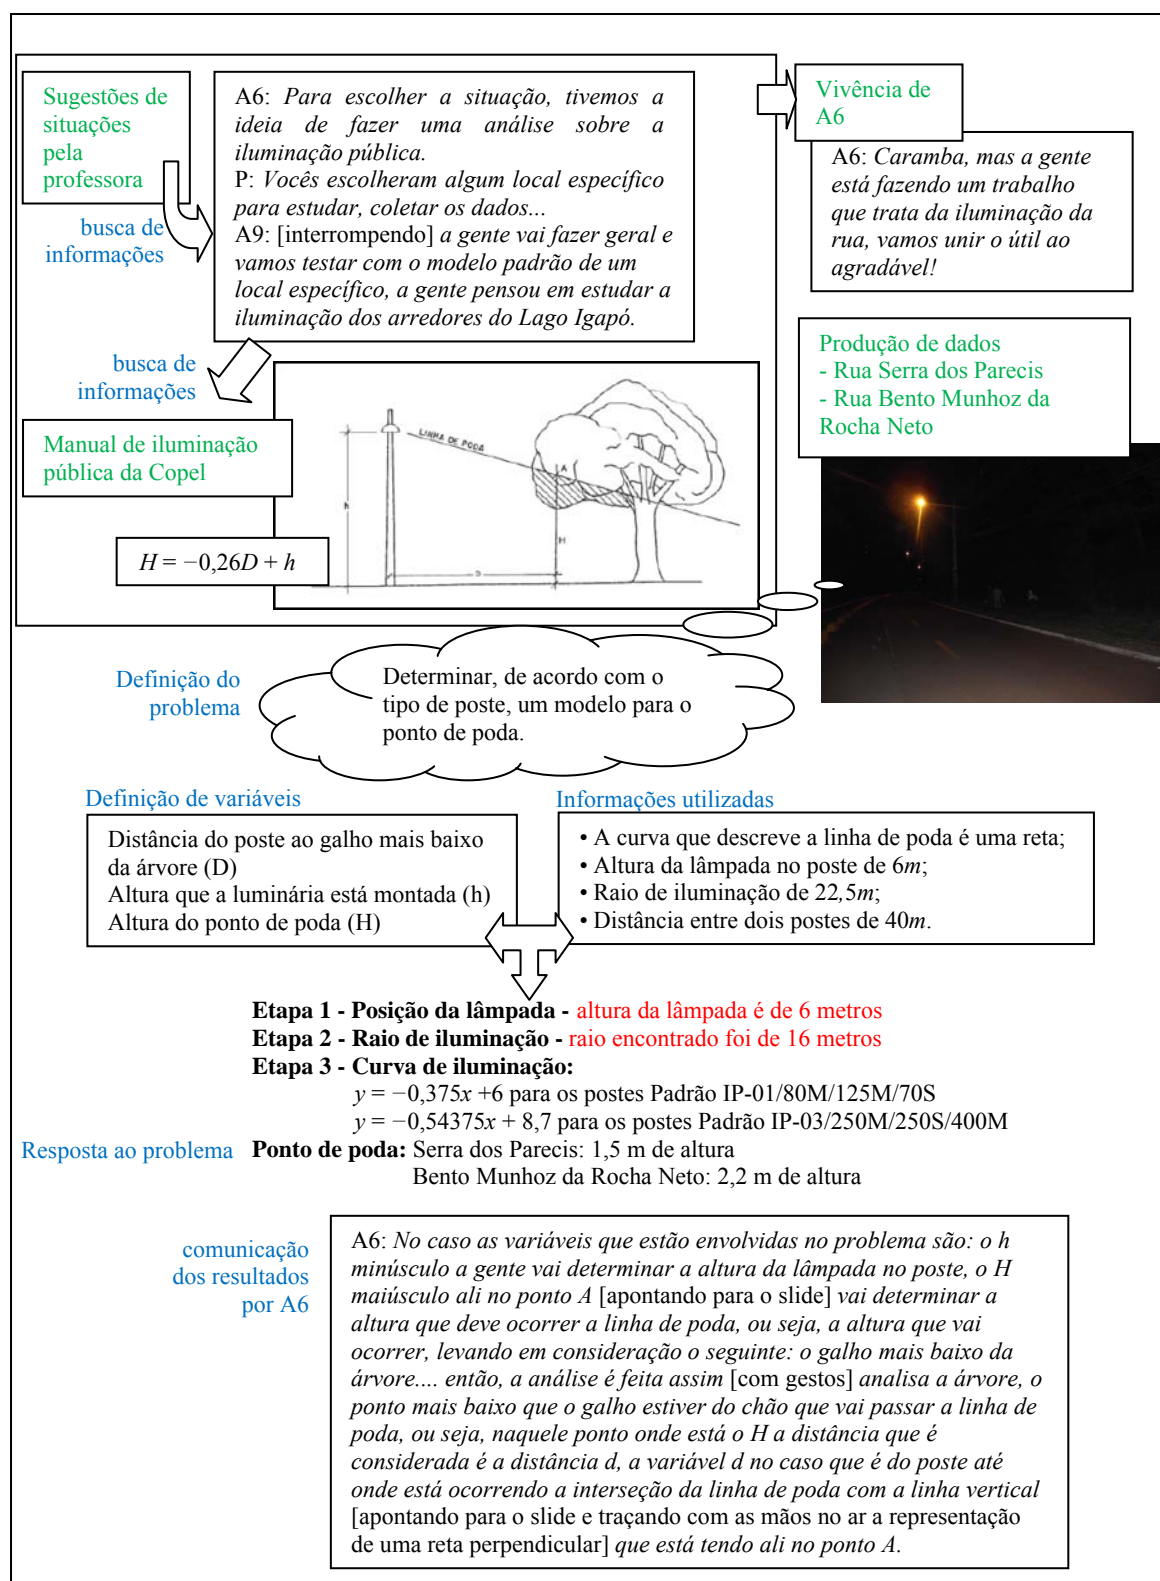 Sugestões de
situações
pela
professora
busca de
informações
A6: Para escolher a situação, tivemos a
ideia de fazer uma análise sobre a
iluminação pública.
P: Vocês escolheram algum local específico
para estudar, coletar os dados...
A9: [interrompendo] a gente vai fazer geral e
vamos testar com o modelo padrão de um
local específico, a gente pensou em estudar a
iluminação dos arredores do Lago Igapó.
Vivência de
A6
A6: Caramba, mas a gente
está fazendo um trabalho
que trata da iluminação da
rua, vamos unir o útil ao
agradável!
busca de
informações
Manual de iluminação
pública da Copel
H = −0,26D + h
LINHA DE PODA
A
h
H
D
Produção de dados
- Rua Serra dos Parecis
- Rua Bento Munhoz da
Rocha Neto
Definição do
problema
Determinar, de acordo com o
tipo de poste, um modelo para o
ponto de poda.
Definição de variáveis
Distância do poste ao galho mais baixo
da árvore (D)
Altura que a luminária está montada (h)
Altura do ponto de poda (H)
Informações utilizadas
• A curva que descreve a linha de poda é uma reta;
• Altura da lâmpada no poste de 6m;
• Raio de iluminação de 22,5m;
• Distância entre dois postes de 40m.
Etapa 1 - Posição da lâmpada - altura da lâmpada é de 6 metros
Etapa 2 - Raio de iluminação - raio encontrado foi de 16 metros
Etapa 3 - Curva de iluminação:
y = −0,375x +6 para os postes Padrão IP-01/80M/125M/70S
y = −0,54375x + 8,7 para os postes Padrão IP-03/250M/250S/400M
Resposta ao problema
Ponto de poda: Serra dos Parecis: 1,5 m de altura
Bento Munhoz da Rocha Neto: 2,2 m de altura
comunicação
dos resultados
por A6
A6: No caso as variáveis que estão envolvidas no problema são: o h
minúsculo a gente vai determinar a altura da lâmpada no poste, o H
maiúsculo ali no ponto A [apontando para o slide] vai determinar a
altura que deve ocorrer a linha de poda, ou seja, a altura que vai
ocorrer, levando em consideração o seguinte: o galho mais baixo da
árvore.... então, a análise é feita assim [com gestos] analisa a árvore, o
ponto mais baixo que o galho estiver do chão que vai passar a linha de
poda, ou seja, naquele ponto onde está o H a distância que é
considerada é a distância d, a variável d no caso que é do poste até
onde está ocorrendo a interseção da linha de poda com a linha vertical
[apontando para o slide e traçando com as mãos no ar a representação
de uma reta perpendicular] que está tendo ali no ponto A.